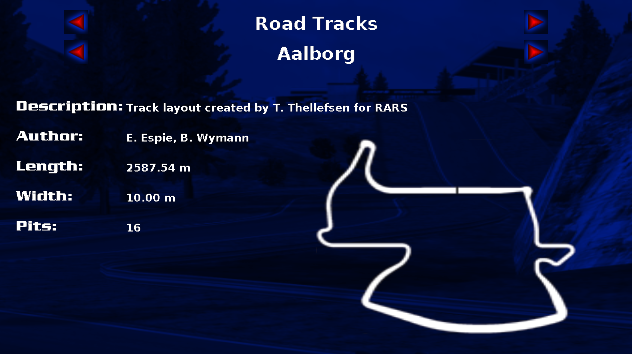 Road Tracks
Aalborg
Description: Track layout created by T. Thellefsen for RARS
Author: E. Espie, B. Wymann
Length: 2587.54 m
Width: 10.00 m
Pits: 16